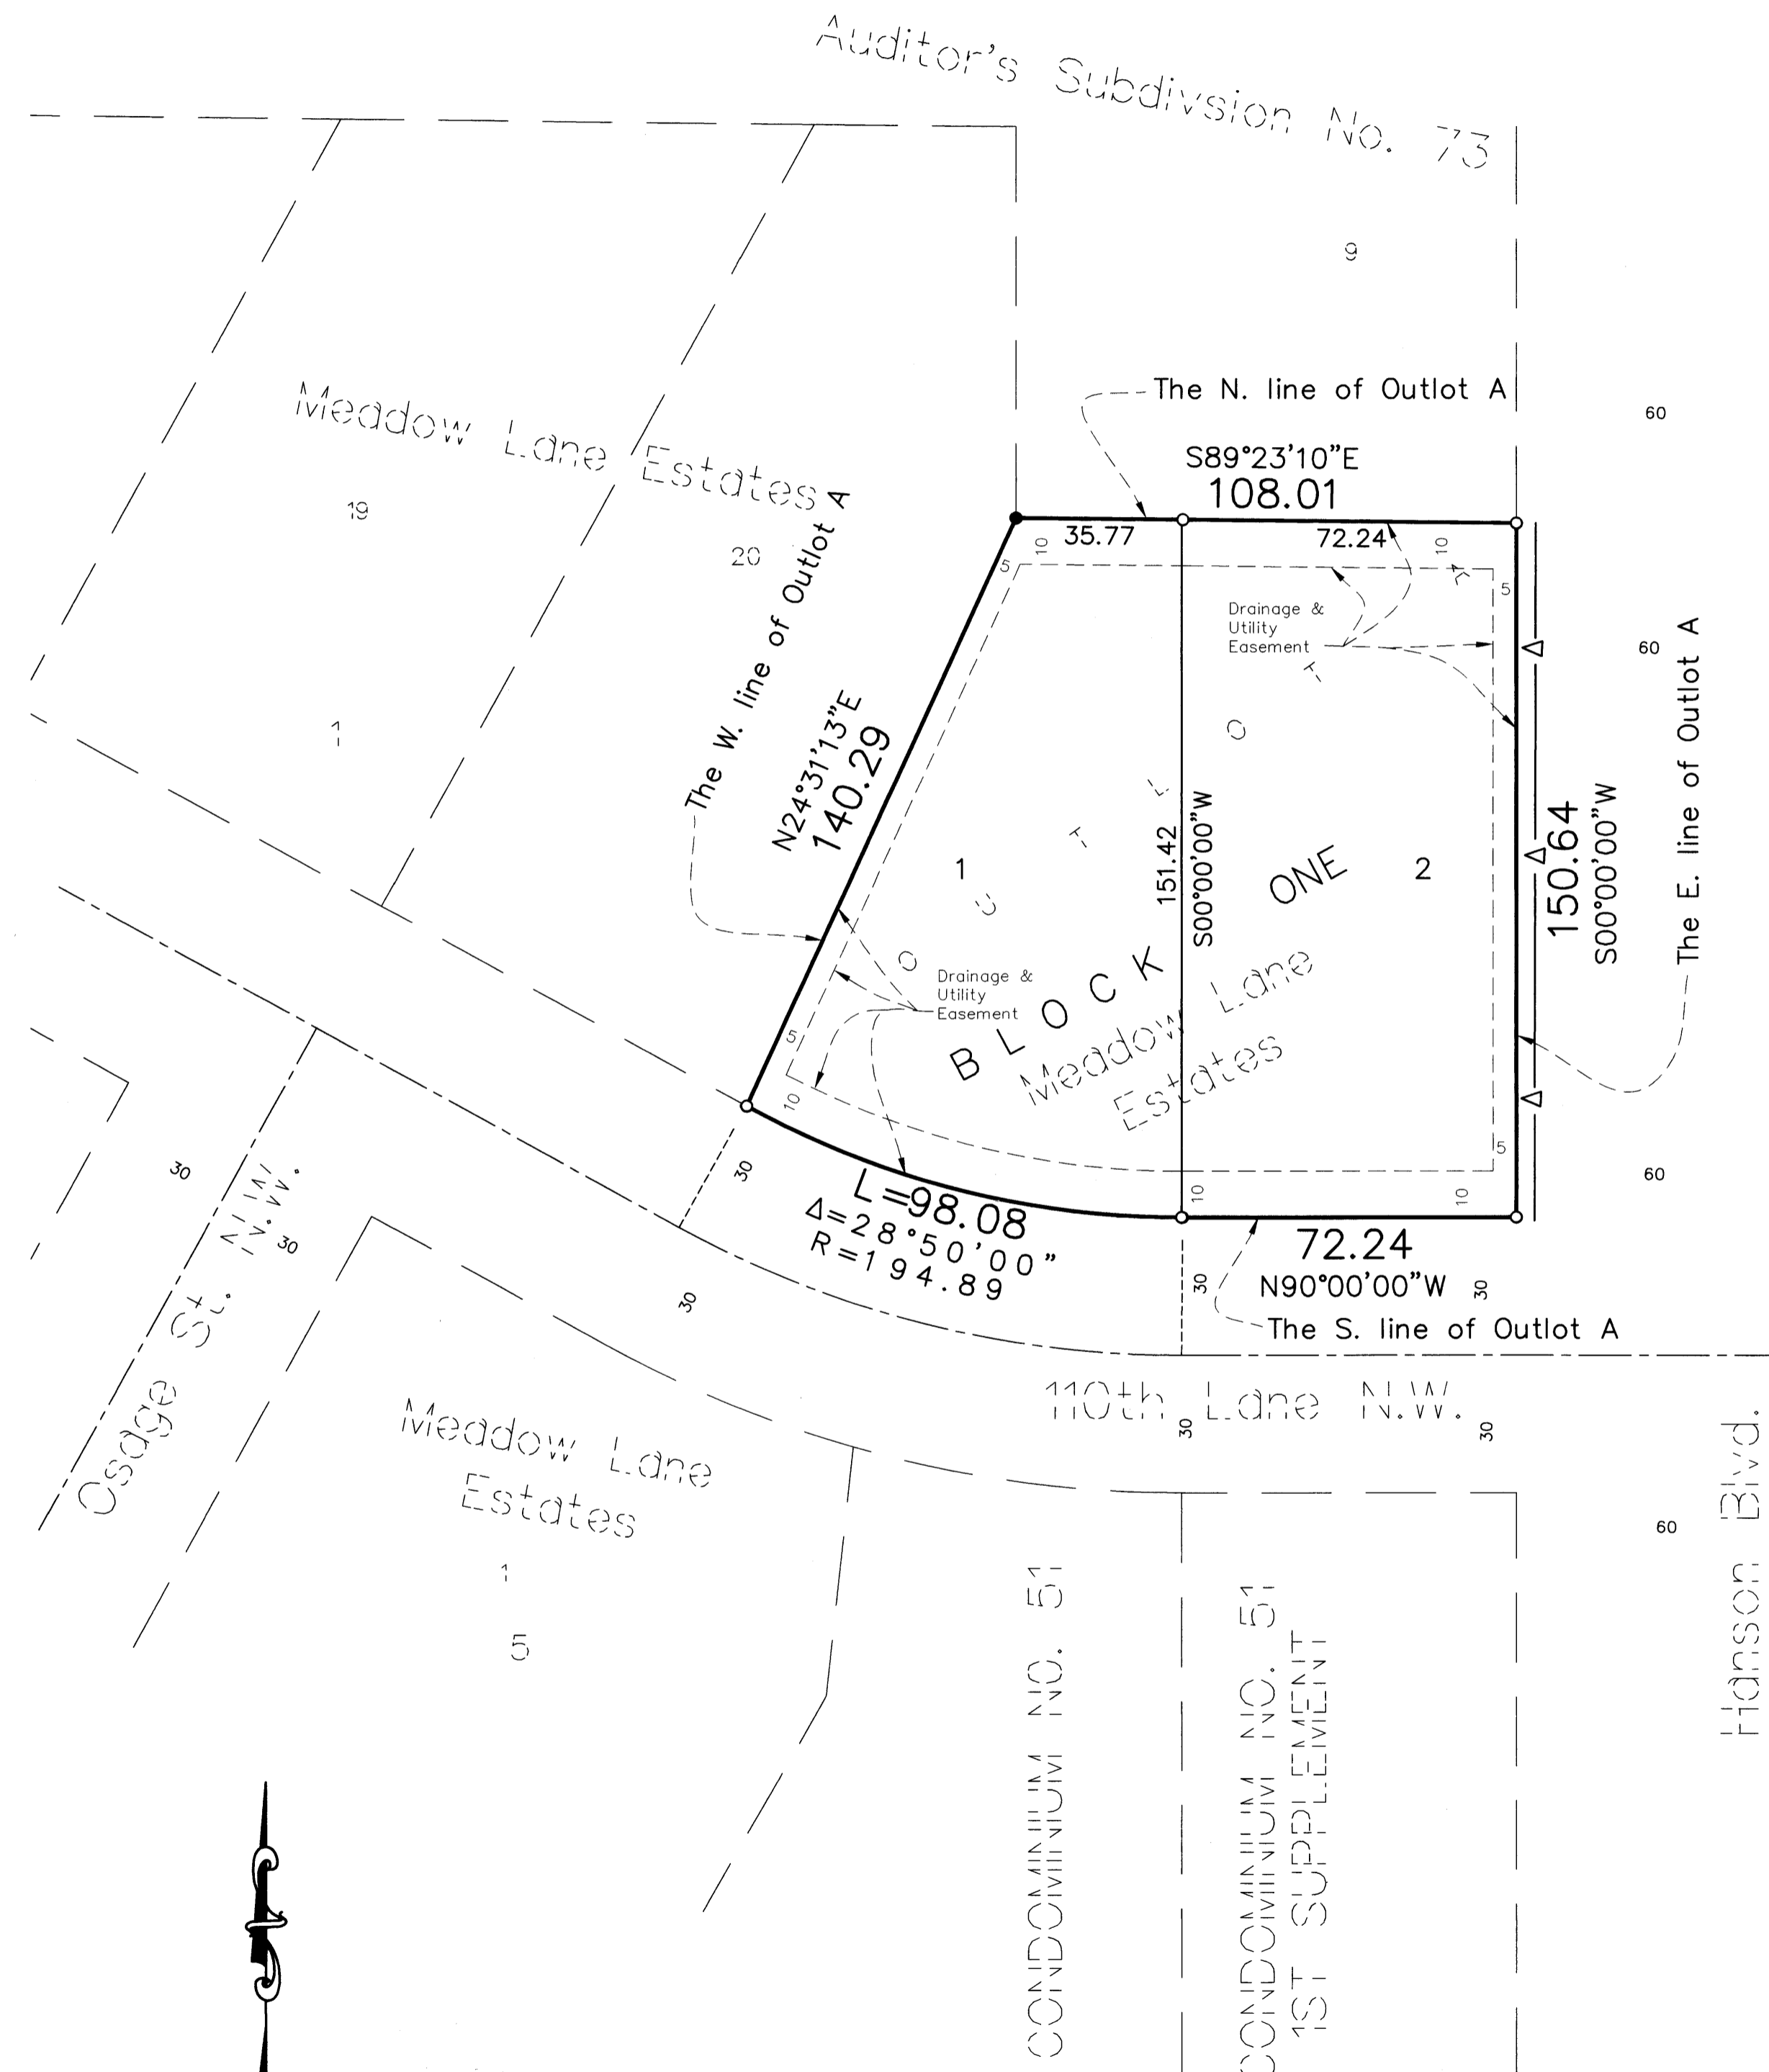 Auditor's Subdivsion No. 73
9
The N. line of Outlot A
60
S89°23'10"E
108.01
35.77
72.24
10
10
5
5
Meadow Lane Estates
19
20
1
The W. line of Outlot A
N24°31'13"E
140.29
Drainage &
Utility
Easement
60
The E. line of Outlot A
150.64
S00°00'00"W
151.42
S00°00'00"W
OUTLOT A
1
2
BLOCK ONE
Meadow Lane
Estates
Drainage &
Utility
Easement
5
10
5
10
10
60
L=98.08
Δ=28°50'00"
R=194.89
72.24
N90°00'00"W
The S. line of Outlot A
30
30
30
30
30
30
Osage St. N.W.
110th Lane N.W.
30
30
Meadow Lane
Estates
1
5
60
Hanson Blvd.
CONDOMINIUM NO. 51
CONDOMINIUM NO. 51
1ST SUPPLEMENT